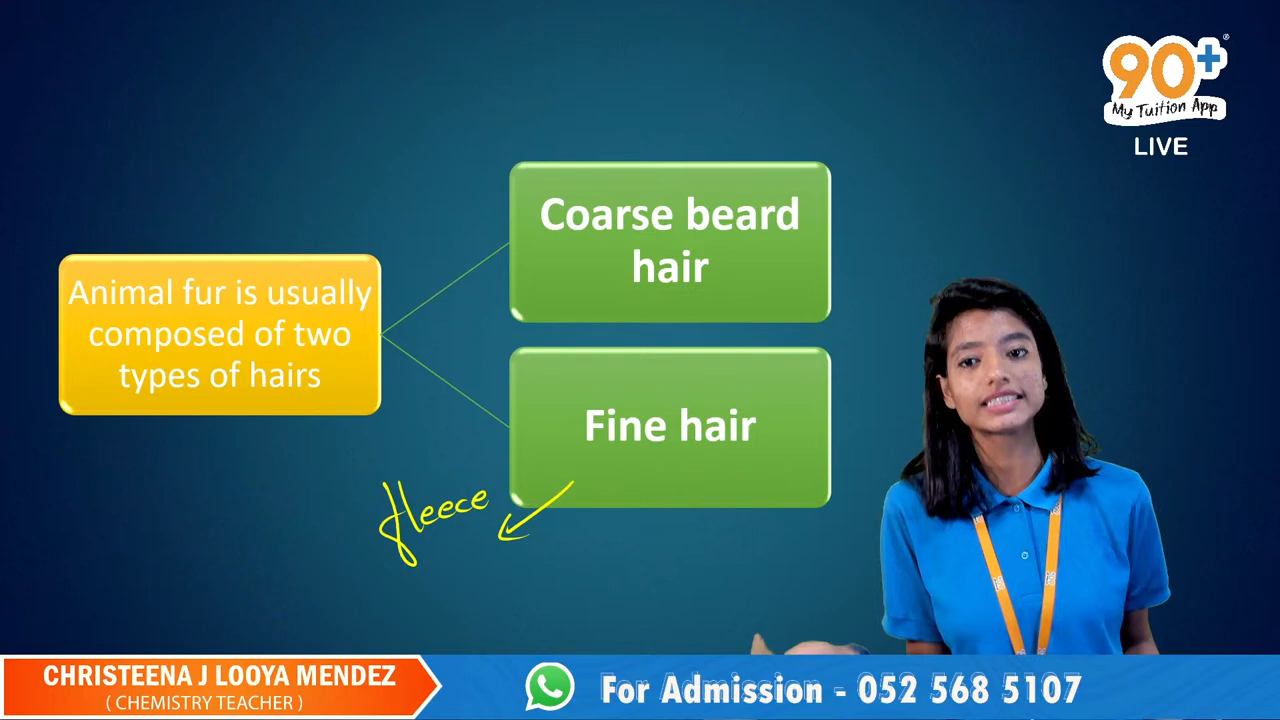 90+
®
My Tuition App
LIVE
Coarse beard
hair
Animal fur is usually
composed of two
types of hairs
Fine hair
fleece
CHRISTEENA J LOOYA MENDEZ
( CHEMISTRY TEACHER )
For Admission - 052 568 5107